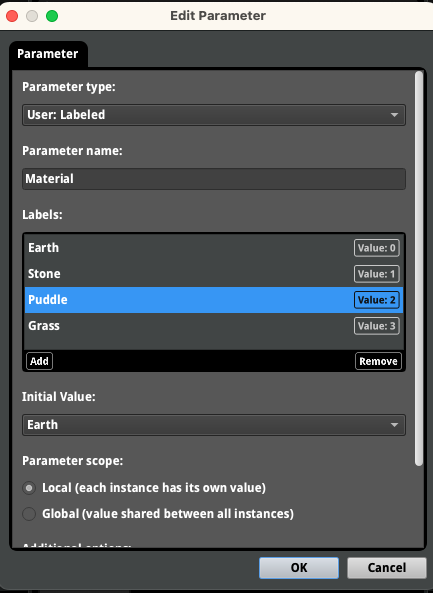 Edit Parameter
Parameter
Parameter type:
User: Labeled
Parameter name:
Material
Labels:
Earth Value: 0
Stone Value: 1
Puddle Value: 2
Grass Value: 3
Add Remove
Initial Value:
Earth
Parameter scope:
Local (each instance has its own value)
Global (value shared between all instances)
Additional options:
OK Cancel